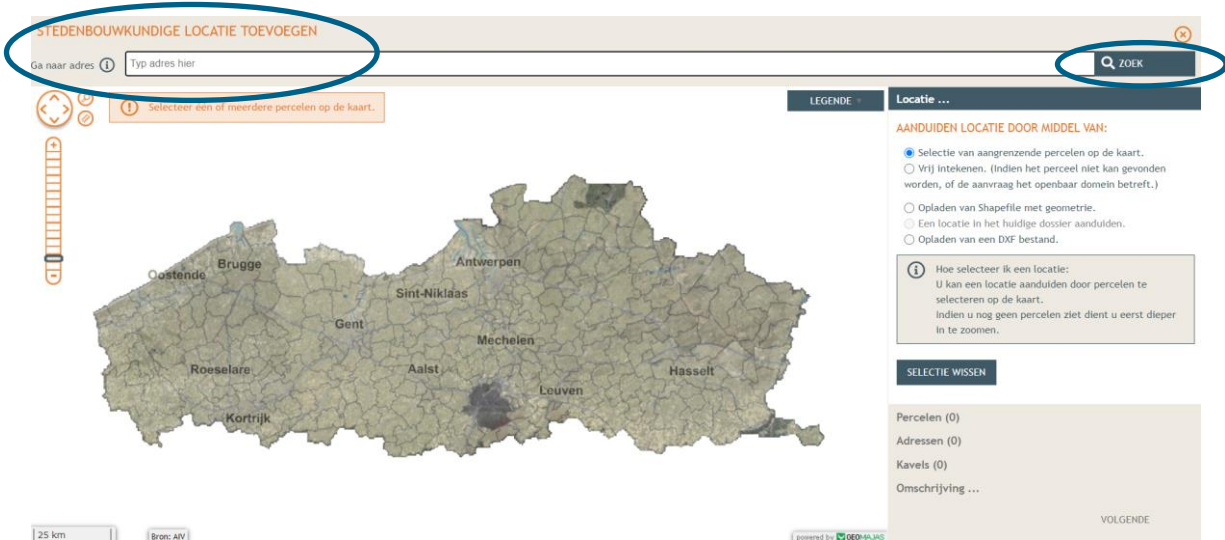 STEDENBOUWKUNDIGE LOCATIE TOEVOEGEN
Ga naar adres
Typ adres hier
ZOEK
Selecteer één of meerdere percelen op de kaart.
LEGENDE
Locatie ...
AANDUIDEN LOCATIE DOOR MIDDEL VAN:
Selectie van aangrenzende percelen op de kaart.
Vrij intekenen. (Indien het perceel niet kan gevonden
worden, of de aanvraag het openbaar domein betreft.)
Opladen van Shapefile met geometrie.
Een locatie in het huidige dossier aanduiden.
Opladen van een DXF bestand.
Hoe selecteer ik een locatie:
U kan een locatie aanduiden door percelen te
selecteren op de kaart.
Indien u nog geen percelen ziet dient u eerst dieper
in te zoomen.
SELECTIE WISSEN
Percelen (0)
Adressen (0)
Kavels (0)
Omschrijving ...
VOLGENDE
Brugge
Oostende
Antwerpen
Sint-Niklaas
Gent
Mechelen
Roeselare
Aalst
Hasselt
Leuven
Kortrijk
25 km
Bron: AIV
powered by GEOMAJAS